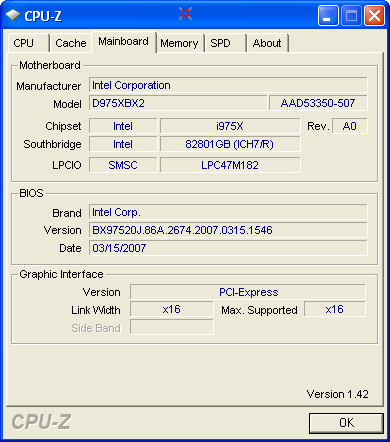 CPU-Z
CPU Cache Mainboard Memory SPD About
Motherboard
Manufacturer Intel Corporation
Model D975XBX2 AAD53350-507
Chipset Intel i975X Rev. A0
Southbridge Intel 82801GB (ICH7/R)
LPCIO SMSC LPC47M182
BIOS
Brand Intel Corp.
Version BX97520J.86A.2674.2007.0315.1546
Date 03/15/2007
Graphic Interface
Version PCI-Express
Link Width x16 Max. Supported x16
Side Band
Version 1.42
CPU-Z OK